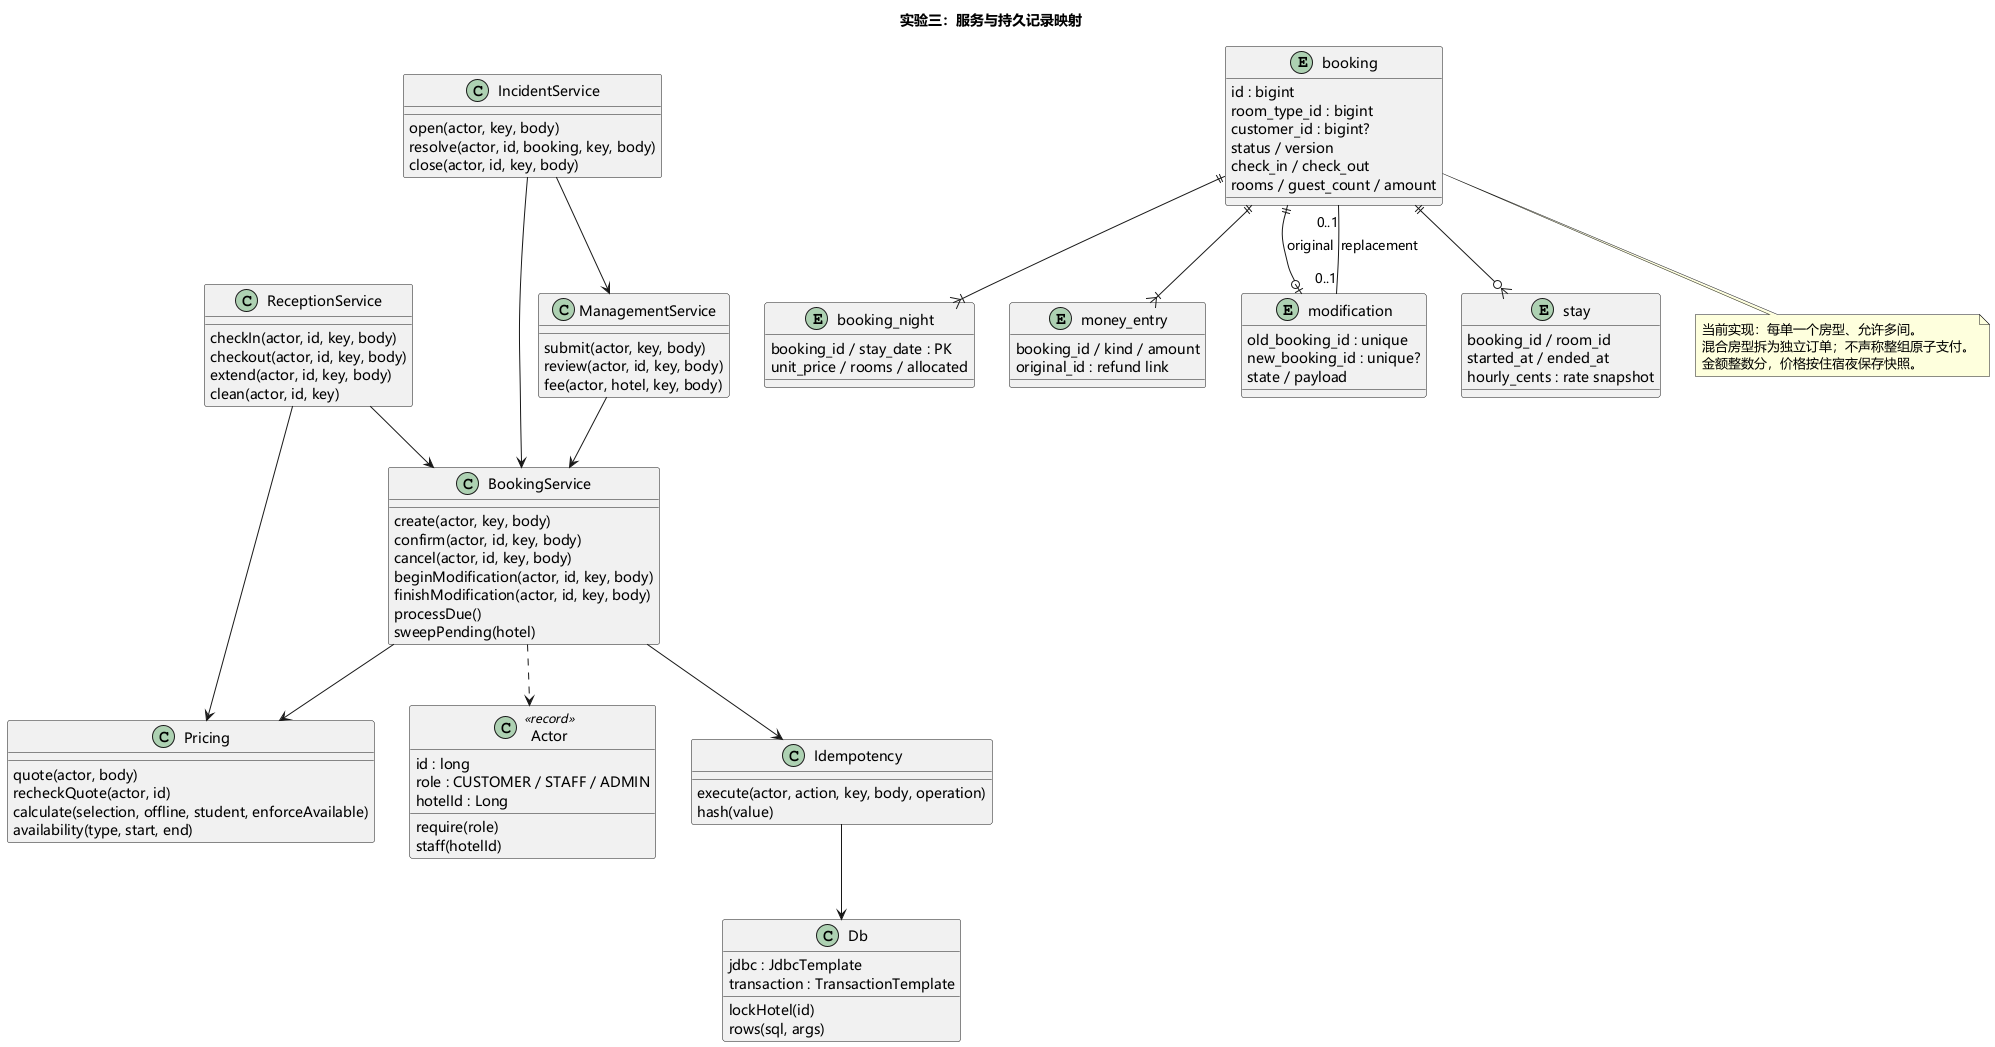 实验三：服务与持久记录映射
C IncidentService
open(actor, key, body)
resolve(actor, id, booking, key, body)
close(actor, id, key, body)
E booking
id : bigint
room_type_id : bigint
customer_id : bigint?
status / version
check_in / check_out
rooms / guest_count / amount
C ReceptionService
checkIn(actor, id, key, body)
checkout(actor, id, key, body)
extend(actor, id, key, body)
clean(actor, id, key)
C ManagementService
submit(actor, key, body)
review(actor, id, key, body)
fee(actor, hotel, key, body)
0..1
original
replacement
0..1
E booking_night
booking_id / stay_date : PK
unit_price / rooms / allocated
E money_entry
booking_id / kind / amount
original_id : refund link
E modification
old_booking_id : unique
new_booking_id : unique?
state / payload
E stay
booking_id / room_id
started_at / ended_at
hourly_cents : rate snapshot
当前实现：每单一个房型、允许多间。
混合房型拆为独立订单；不声称整组原子支付。
金额整数分，价格按住宿夜保存快照。
C BookingService
create(actor, key, body)
confirm(actor, id, key, body)
cancel(actor, id, key, body)
beginModification(actor, id, key, body)
finishModification(actor, id, key, body)
processDue()
sweepPending(hotel)
C Pricing
quote(actor, body)
recheckQuote(actor, id)
calculate(selection, offline, student, enforceAvailable)
availability(type, start, end)
C «record»
Actor
id : long
role : CUSTOMER / STAFF / ADMIN
hotelId : Long
require(role)
staff(hotelId)
C Idempotency
execute(actor, action, key, body, operation)
hash(value)
C Db
jdbc : JdbcTemplate
transaction : TransactionTemplate
lockHotel(id)
rows(sql, args)